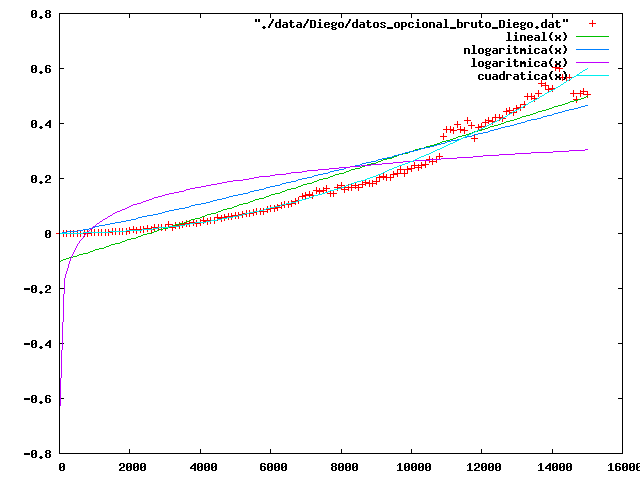 0.8
"./data/Diego/datos_opcional_bruto_Diego.dat"
lineal(x)
nlogaritmica(x)
logaritmica(x)
cuadratica(x)
0.6
0.4
0.2
0
-0.2
-0.4
-0.6
-0.8
0 2000 4000 6000 8000 10000 12000 14000 16000